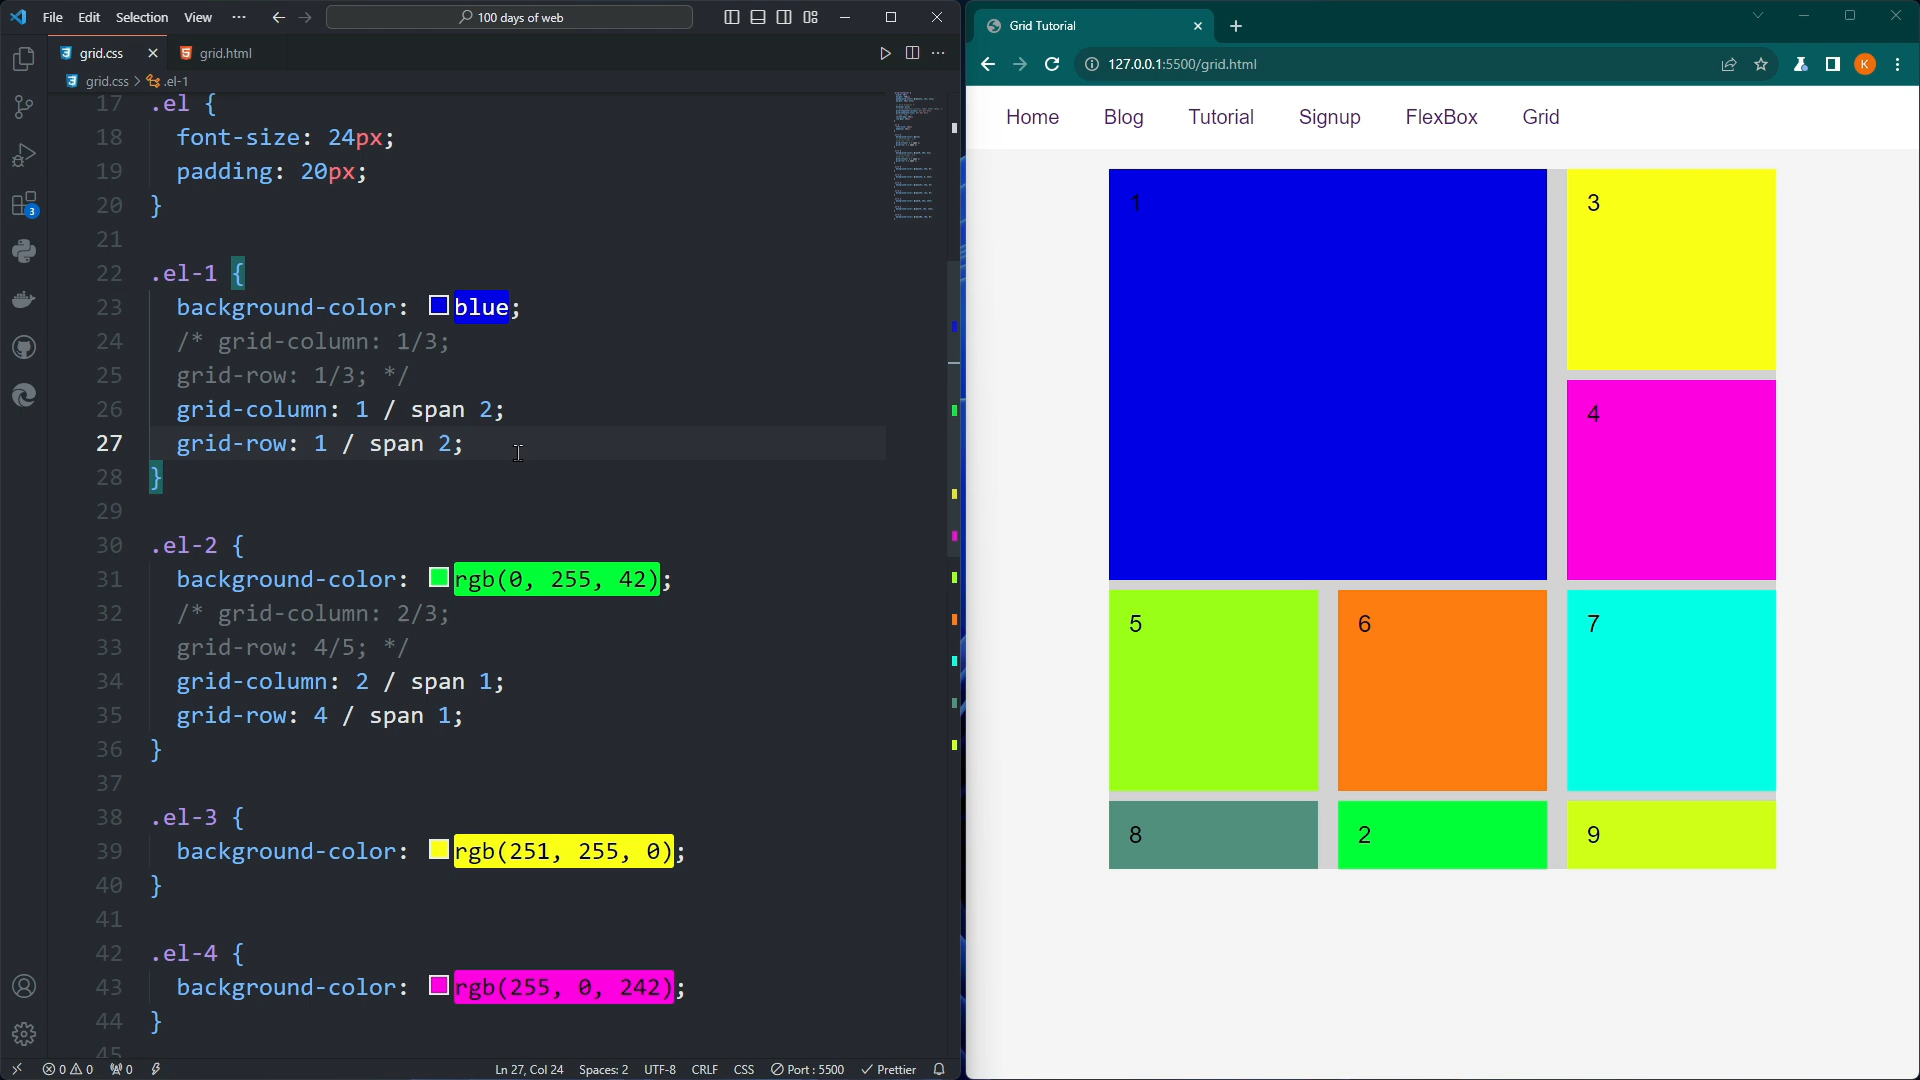 File Edit Selection View ··· 100 days of web
grid.css grid.html
grid.css > .el-1
17 .el {
18 font-size: 24px;
19 padding: 20px;
20 }
21
22 .el-1 {
23 background-color: blue;
24 /* grid-column: 1/3;
25 grid-row: 1/3; */
26 grid-column: 1 / span 2;
27 grid-row: 1 / span 2;
28 }
29
30 .el-2 {
31 background-color: rgb(0, 255, 42);
32 /* grid-column: 2/3;
33 grid-row: 4/5; */
34 grid-column: 2 / span 1;
35 grid-row: 4 / span 1;
36 }
37
38 .el-3 {
39 background-color: rgb(251, 255, 0);
40 }
41
42 .el-4 {
43 background-color: rgb(255, 0, 242);
44 }
45
3
0 0 0 Ln 27, Col 24 Spaces: 2 UTF-8 CRLF CSS Port : 5500 Prettier
Grid Tutorial
127.0.0.1:5500/grid.html K
Home Blog Tutorial Signup FlexBox Grid
1 3
4
5 6 7
8 2 9